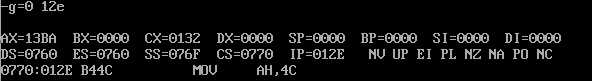 -g=0 12e
AX=13BA BX=0000 CX=0132 DX=0000 SP=0000 BP=0000 SI=0000 DI=0000
DS=0760 ES=0760 SS=076F CS=0770 IP=012E NV UP EI PL NZ NA PO NC
0770:012E B44C MOV AH,4C